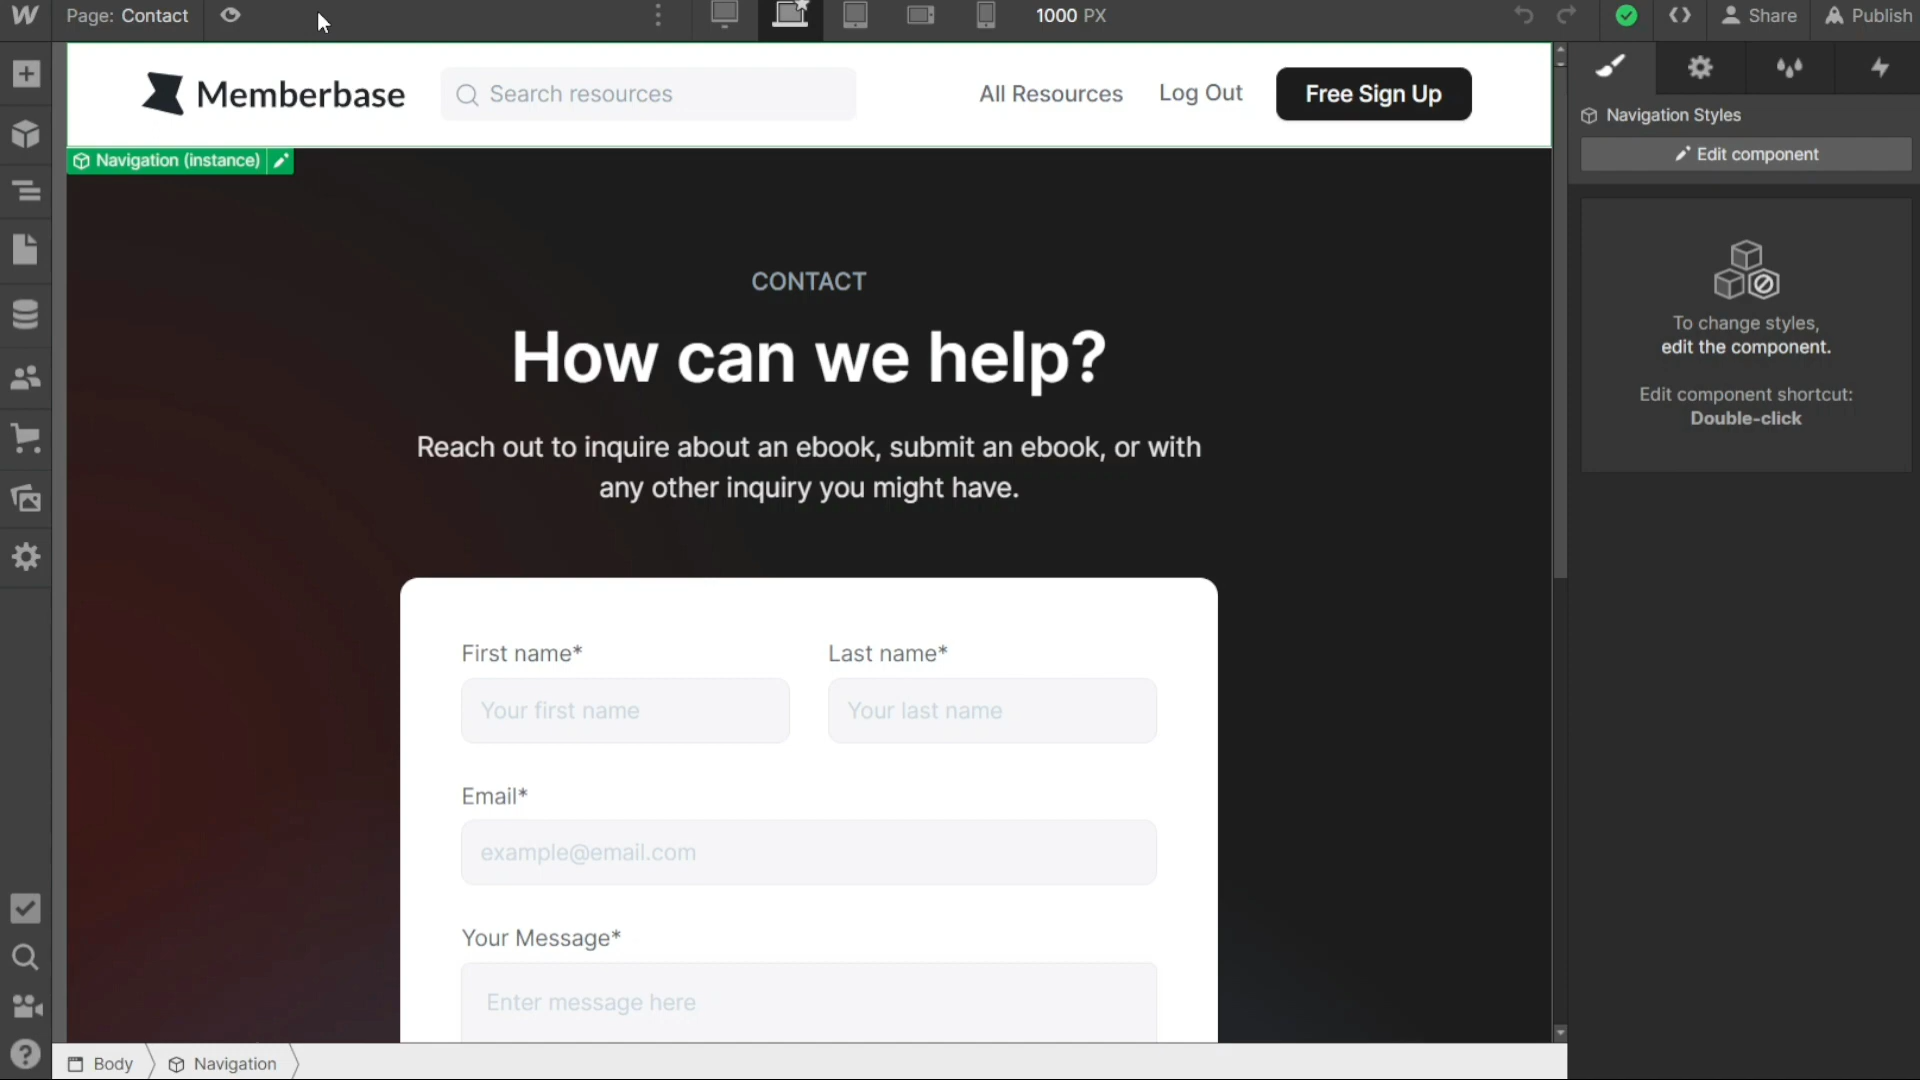 Page: Contact
1000 PX
Share
Publish
Memberbase
Search resources
All Resources
Log Out
Free Sign Up
Navigation (instance)
Navigation Styles
Edit component
To change styles,
edit the component.
Edit component shortcut:
Double-click
CONTACT
How can we help?
Reach out to inquire about an ebook, submit an ebook, or with
any other inquiry you might have.
First name*
Last name*
Your first name
Your last name
Email*
example@email.com
Your Message*
Enter message here
Body
Navigation